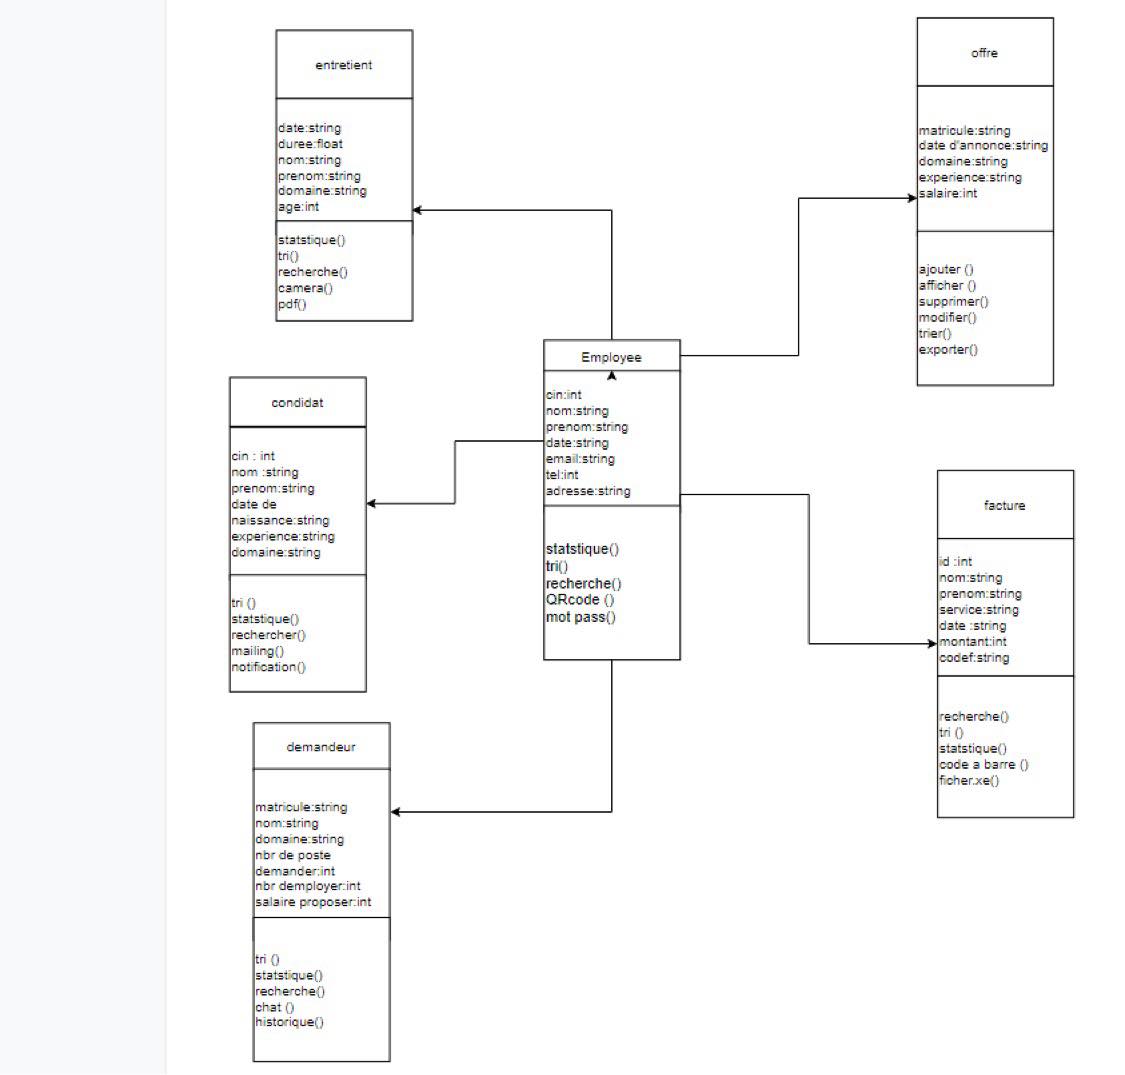 entretient
date:string
duree:float
nom:string
prenom:string
domaine:string
age:int
statstique()
tri()
recherche()
camera()
pdf()
offre
matricule:string
date d'annonce:string
domaine:string
experience:string
salaire:int
ajouter ()
afficher ()
supprimer()
modifier()
trier()
exporter()
Employee
cin:int
nom:string
prenom:string
date:string
email:string
tel:int
adresse:string
statstique()
tri()
recherche()
QRcode ()
mot pass()
condidat
cin : int
nom :string
prenom:string
date de
naissance:string
experience:string
domaine:string
tri ()
statstique()
rechercher()
mailing()
notification()
facture
id :int
nom:string
prenom:string
service:string
date :string
montant:int
codef:string
recherche()
tri ()
statstique()
code a barre ()
ficher.xe()
demandeur
matricule:string
nom:string
domaine:string
nbr de poste
demander:int
nbr demployer:int
salaire proposer:int
tri ()
statstique()
recherche()
chat ()
historique()